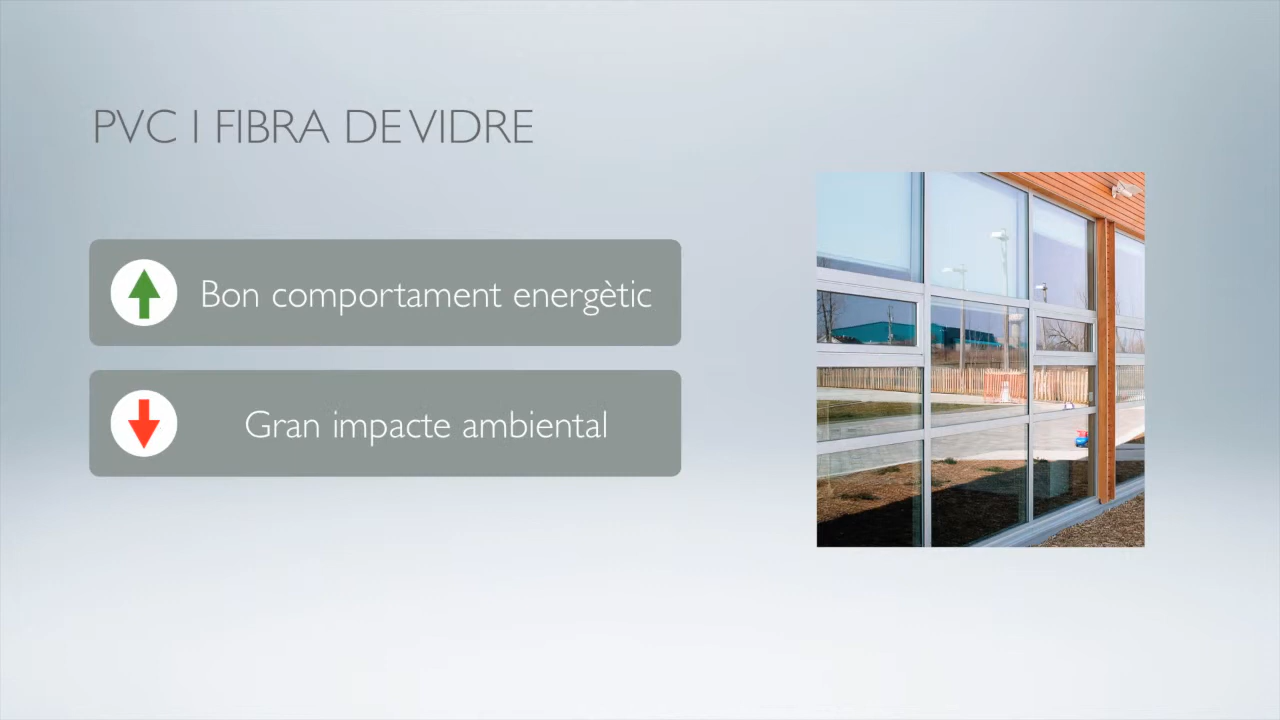 PVC I FIBRA DE VIDRE
Bon comportament energètic
Gran impacte ambiental